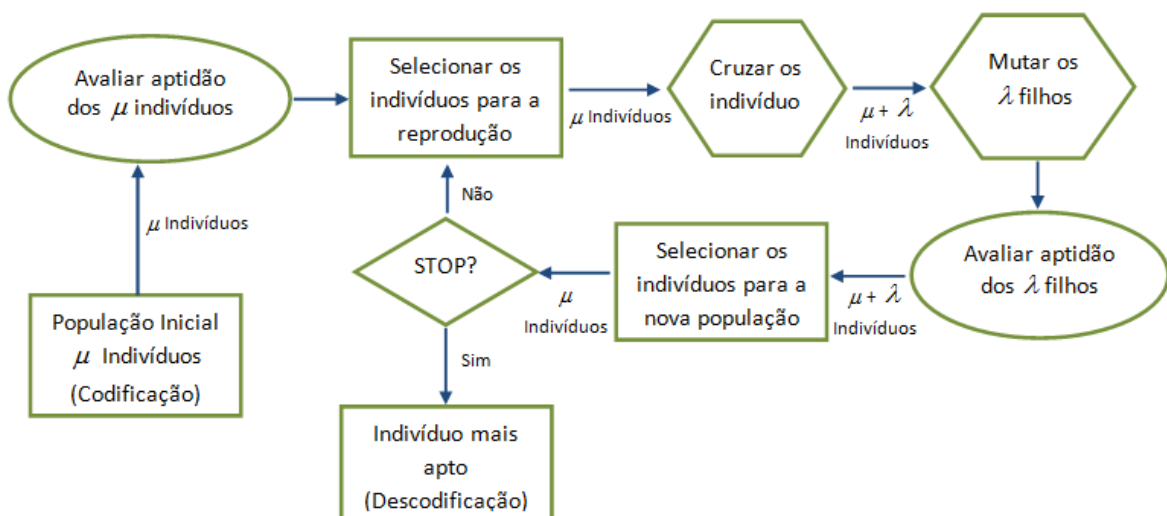 Avaliar aptidão
dos μ indivíduos
Selecionar os
indivíduos para a
reprodução
μ Indivíduos
Cruzar os
indivíduo
μ + λ
Indivíduos
Mutar os
λ filhos
μ Indivíduos
Não
STOP?
μ
Indivíduos
Selecionar os
indivíduos para a
nova população
μ + λ
Indivíduos
Avaliar aptidão
dos λ filhos
População Inicial
μ Indivíduos
(Codificação)
Sim
Indivíduo mais
apto
(Descodificação)